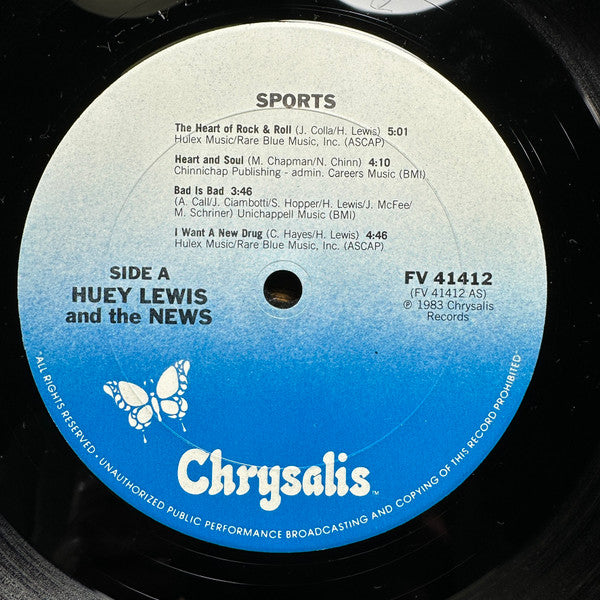 SPORTS
The Heart of Rock & Roll (J. Colla/H. Lewis) 5:01
Hulex Music/Rare Blue Music, Inc. (ASCAP)
Heart and Soul (M. Chapman/N. Chinn) 4:10
Chinnichap Publishing - admin. Careers Music (BMI)
Bad Is Bad 3:46
(A. Call/J. Ciambotti/S. Hopper/H. Lewis/J. McFee/
M. Schriner) Unichappell Music (BMI)
I Want A New Drug (C. Hayes/H. Lewis) 4:46
Hulex Music/Rare Blue Music, Inc. (ASCAP)
SIDE A
HUEY LEWIS
and the NEWS
FV 41412
(FV 41412 AS)
℗ 1983 Chrysalis
Records
Chrysalis™
ALL RIGHTS RESERVED • UNAUTHORIZED PUBLIC PERFORMANCE BROADCASTING AND COPYING OF THIS RECORD PROHIBITED